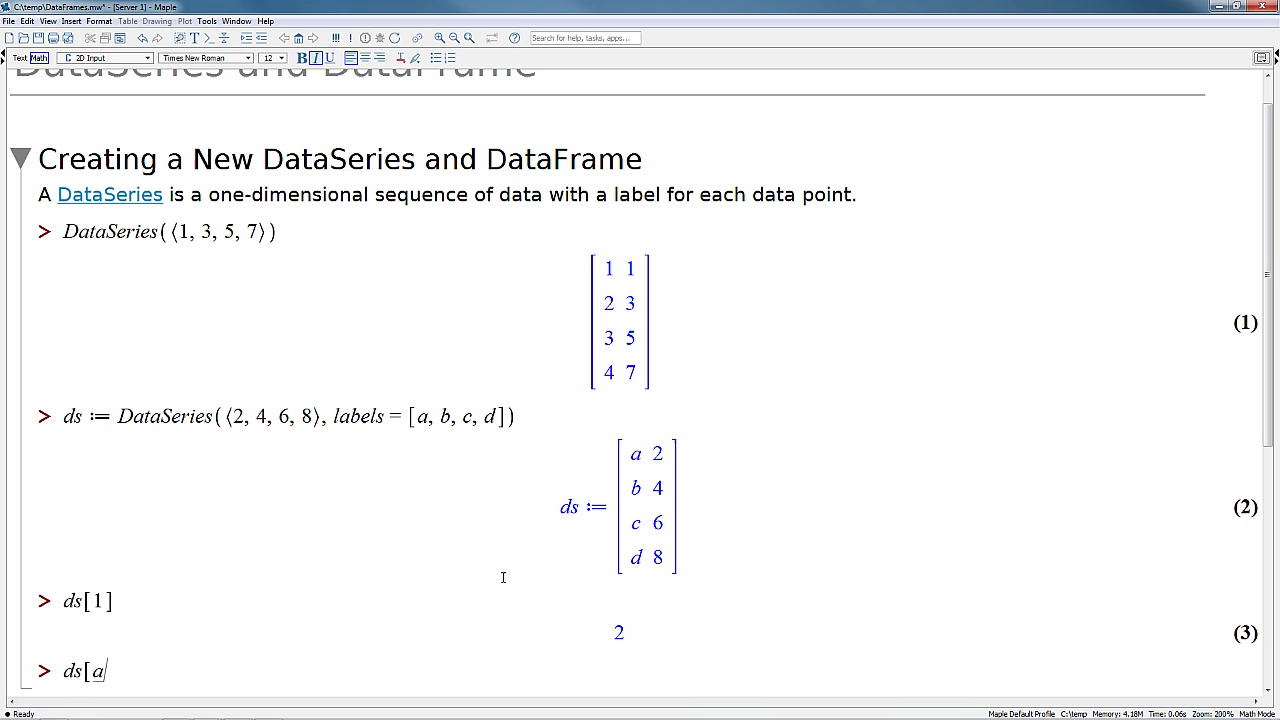 C:\temp\DataFrames.mw* - [Server 1] - Maple
File Edit View Insert Format Table Drawing Plot Tools Window Help
Search for help, tasks, apps...
Text Math C 2D Input Times New Roman 12 B I U
DataSeries and DataFrame
Creating a New DataSeries and DataFrame
A DataSeries is a one-dimensional sequence of data with a label for each data point.
> DataSeries(⟨1, 3, 5, 7⟩)
1 1
2 3
3 5
4 7
(1)
> ds := DataSeries(⟨2, 4, 6, 8⟩, labels = [a, b, c, d])
ds :=
a 2
b 4
c 6
d 8
(2)
> ds[1]
2
(3)
> ds[a
Ready
Maple Default Profile C:\temp Memory: 4.18M Time: 0.06s Zoom: 200% Math Mode